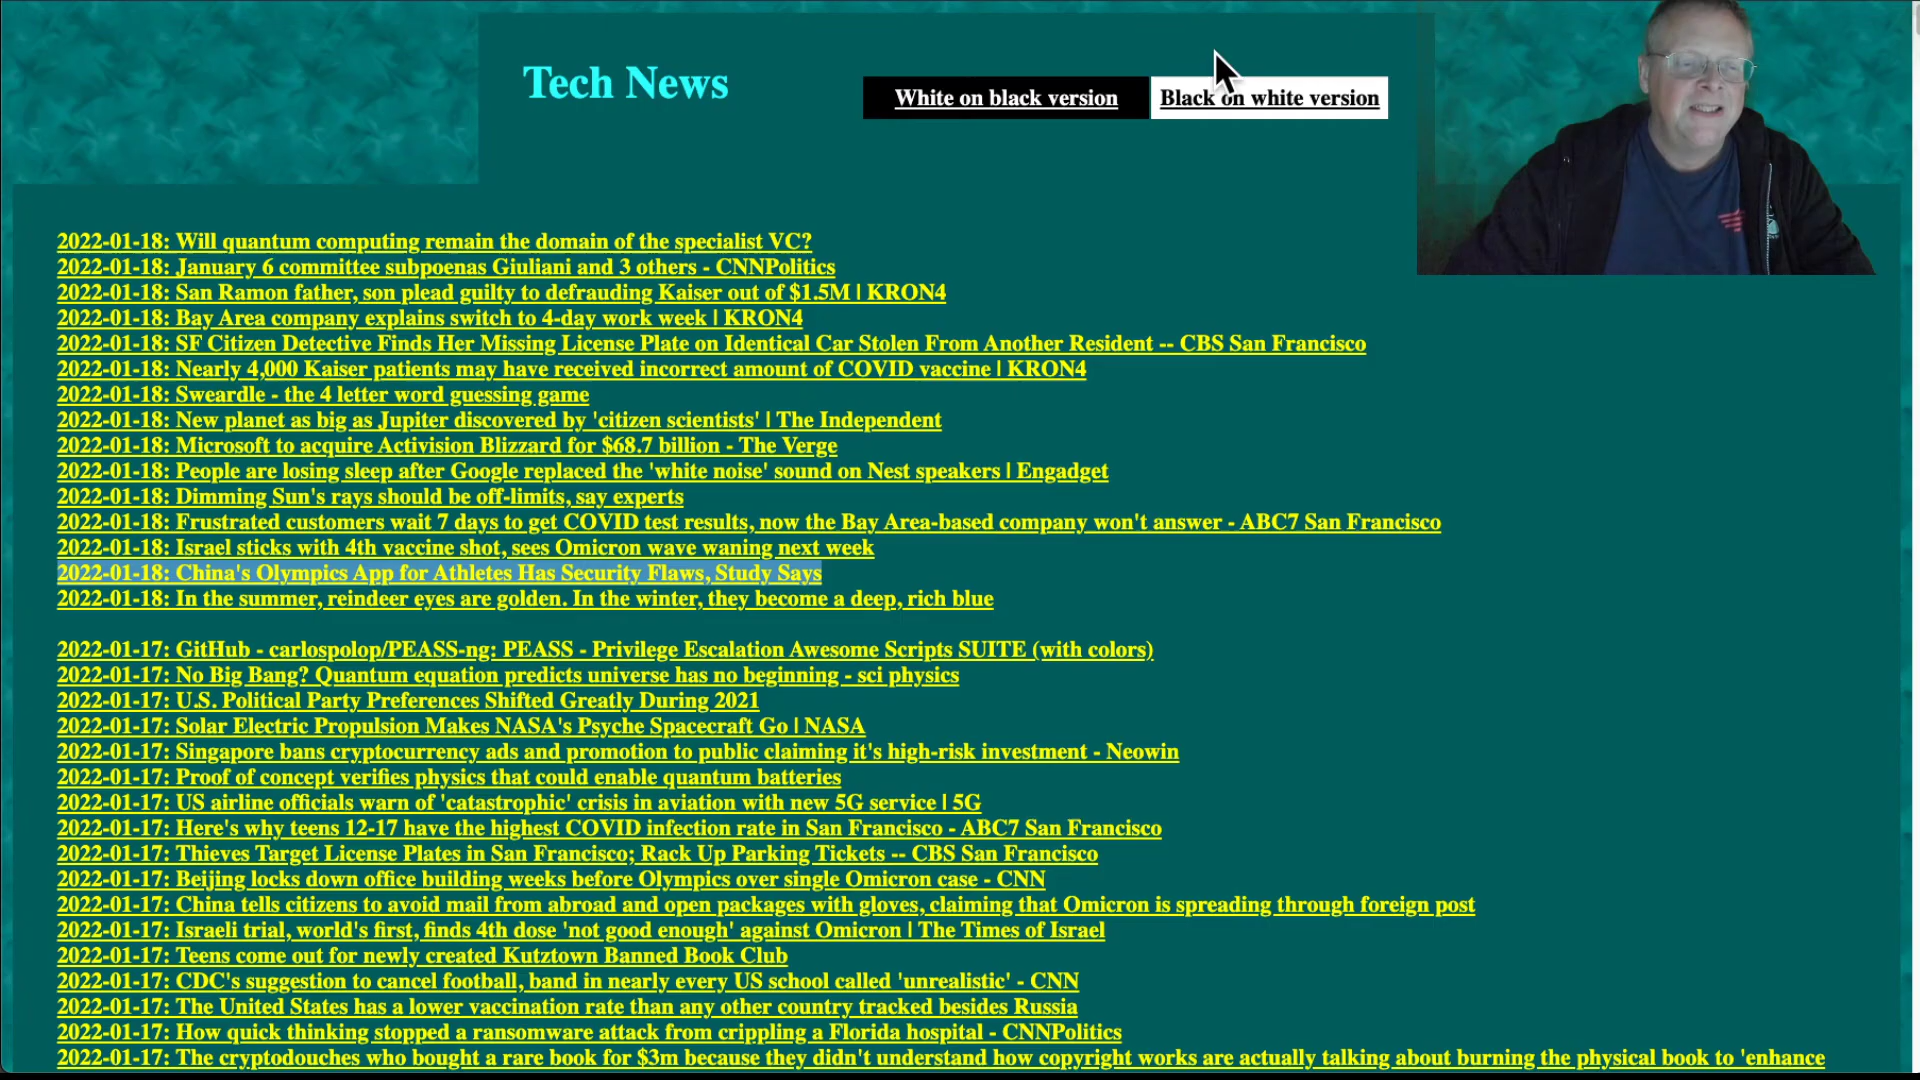 Tech News
White on black version
Black on white version
2022-01-18: Will quantum computing remain the domain of the specialist VC?
2022-01-18: January 6 committee subpoenas Giuliani and 3 others - CNNPolitics
2022-01-18: San Ramon father, son plead guilty to defrauding Kaiser out of $1.5M | KRON4
2022-01-18: Bay Area company explains switch to 4-day work week | KRON4
2022-01-18: SF Citizen Detective Finds Her Missing License Plate on Identical Car Stolen From Another Resident -- CBS San Francisco
2022-01-18: Nearly 4,000 Kaiser patients may have received incorrect amount of COVID vaccine | KRON4
2022-01-18: Sweardle - the 4 letter word guessing game
2022-01-18: New planet as big as Jupiter discovered by 'citizen scientists' | The Independent
2022-01-18: Microsoft to acquire Activision Blizzard for $68.7 billion - The Verge
2022-01-18: People are losing sleep after Google replaced the 'white noise' sound on Nest speakers | Engadget
2022-01-18: Dimming Sun's rays should be off-limits, say experts
2022-01-18: Frustrated customers wait 7 days to get COVID test results, now the Bay Area-based company won't answer - ABC7 San Francisco
2022-01-18: Israel sticks with 4th vaccine shot, sees Omicron wave waning next week
2022-01-18: China's Olympics App for Athletes Has Security Flaws, Study Says
2022-01-18: In the summer, reindeer eyes are golden. In the winter, they become a deep, rich blue
2022-01-17: GitHub - carlospolop/PEASS-ng: PEASS - Privilege Escalation Awesome Scripts SUITE (with colors)
2022-01-17: No Big Bang? Quantum equation predicts universe has no beginning - sci physics
2022-01-17: U.S. Political Party Preferences Shifted Greatly During 2021
2022-01-17: Solar Electric Propulsion Makes NASA's Psyche Spacecraft Go | NASA
2022-01-17: Singapore bans cryptocurrency ads and promotion to public claiming it's high-risk investment - Neowin
2022-01-17: Proof of concept verifies physics that could enable quantum batteries
2022-01-17: US airline officials warn of 'catastrophic' crisis in aviation with new 5G service | 5G
2022-01-17: Here's why teens 12-17 have the highest COVID infection rate in San Francisco - ABC7 San Francisco
2022-01-17: Thieves Target License Plates in San Francisco; Rack Up Parking Tickets -- CBS San Francisco
2022-01-17: Beijing locks down office building weeks before Olympics over single Omicron case - CNN
2022-01-17: China tells citizens to avoid mail from abroad and open packages with gloves, claiming that Omicron is spreading through foreign post
2022-01-17: Israeli trial, world's first, finds 4th dose 'not good enough' against Omicron | The Times of Israel
2022-01-17: Teens come out for newly created Kutztown Banned Book Club
2022-01-17: CDC's suggestion to cancel football, band in nearly every US school called 'unrealistic' - CNN
2022-01-17: The United States has a lower vaccination rate than any other country tracked besides Russia
2022-01-17: How quick thinking stopped a ransomware attack from crippling a Florida hospital - CNNPolitics
2022-01-17: The cryptodouches who bought a rare book for $3m because they didn't understand how copyright works are actually talking about burning the physical book to 'enhance